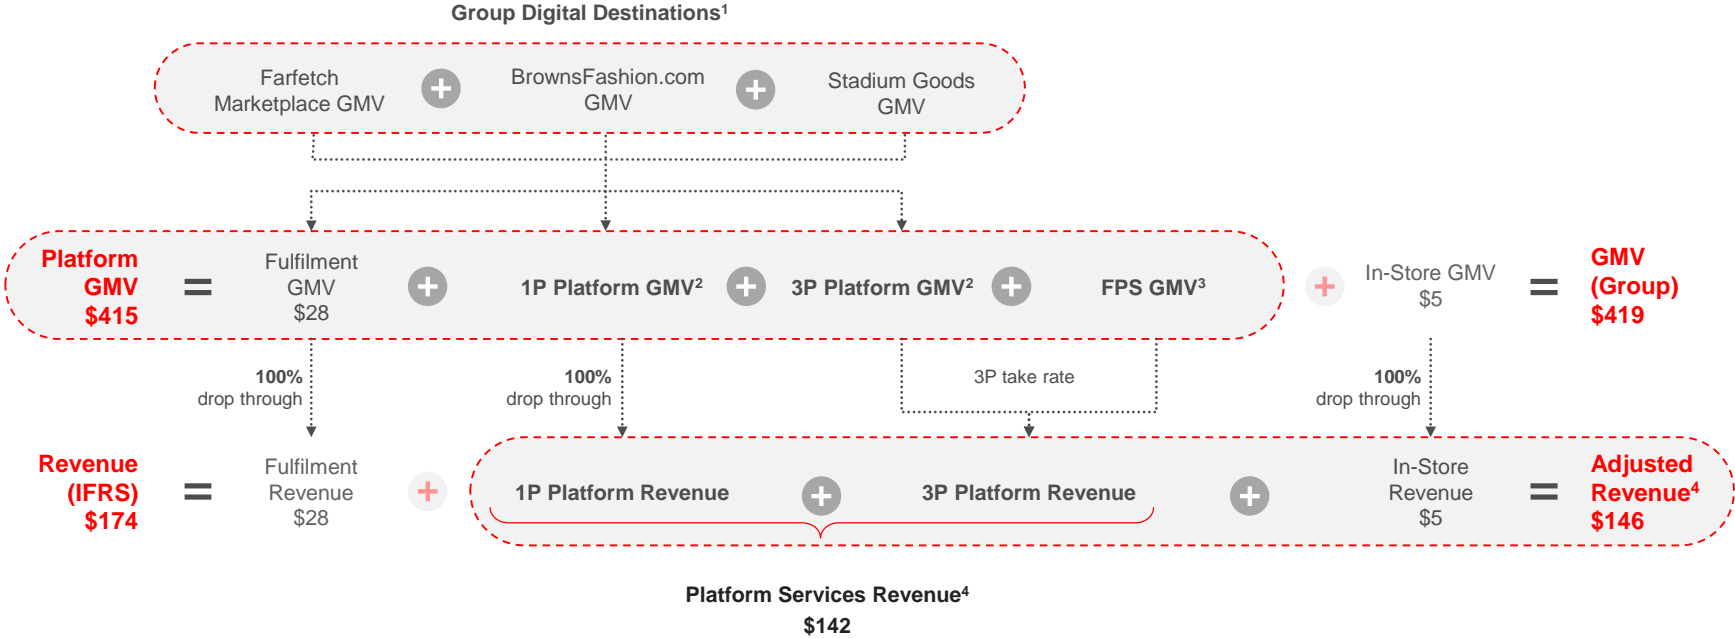 Group Digital Destinations¹
Farfetch
Marketplace GMV
+
BrownsFashion.com
GMV
+
Stadium Goods
GMV
Platform
GMV
$415
=
Fulfilment
GMV
$28
+
1P Platform GMV²
+
3P Platform GMV²
+
FPS GMV³
+
In-Store GMV
$5
=
GMV
(Group)
$419
100%
drop through
100%
drop through
3P take rate
100%
drop through
Revenue
(IFRS)
$174
=
Fulfilment
Revenue
$28
+
1P Platform Revenue
+
3P Platform Revenue
+
In-Store
Revenue
$5
=
Adjusted
Revenue⁴
$146
Platform Services Revenue⁴
$142